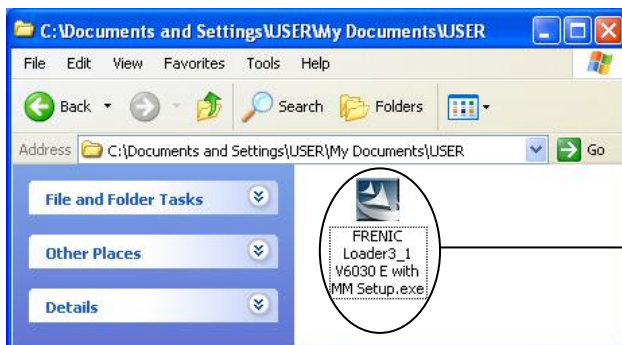 C:\Documents and Settings\USER\My Documents\USER
File Edit View Favorites Tools Help
Back Search Folders
Address C:\Documents and Settings\USER\My Documents\USER Go
File and Folder Tasks
Other Places
Details
FRENIC
Loader3_1
V6030 E with
MM Setup.exe